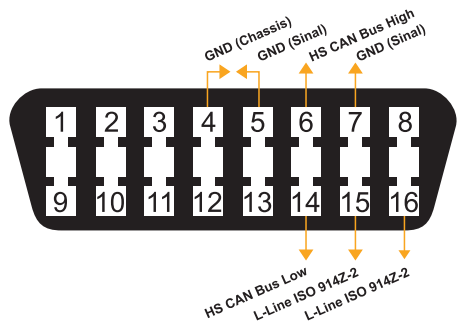 GND (Chassis)
GND (Sinal)
HS CAN Bus High
GND (Sinal)
1 2 3 4 5 6 7 8
9 10 11 12 13 14 15 16
HS CAN Bus Low
L-Line ISO 914Z-2
L-Line ISO 914Z-2